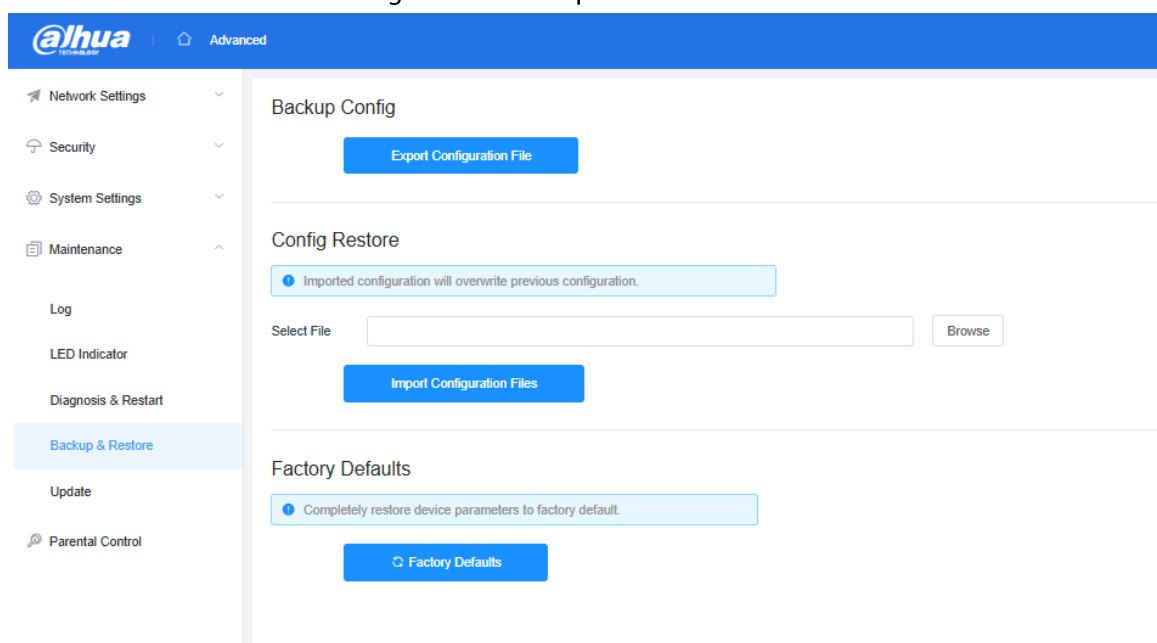 alhua
TECHNOLOGY
Advanced
Network Settings
Security
System Settings
Maintenance
Log
LED Indicator
Diagnosis & Restart
Backup & Restore
Update
Parental Control
Backup Config
Export Configuration File
Config Restore
Imported configuration will overwrite previous configuration.
Select File
Browse
Import Configuration Files
Factory Defaults
Completely restore device parameters to factory default.
Factory Defaults